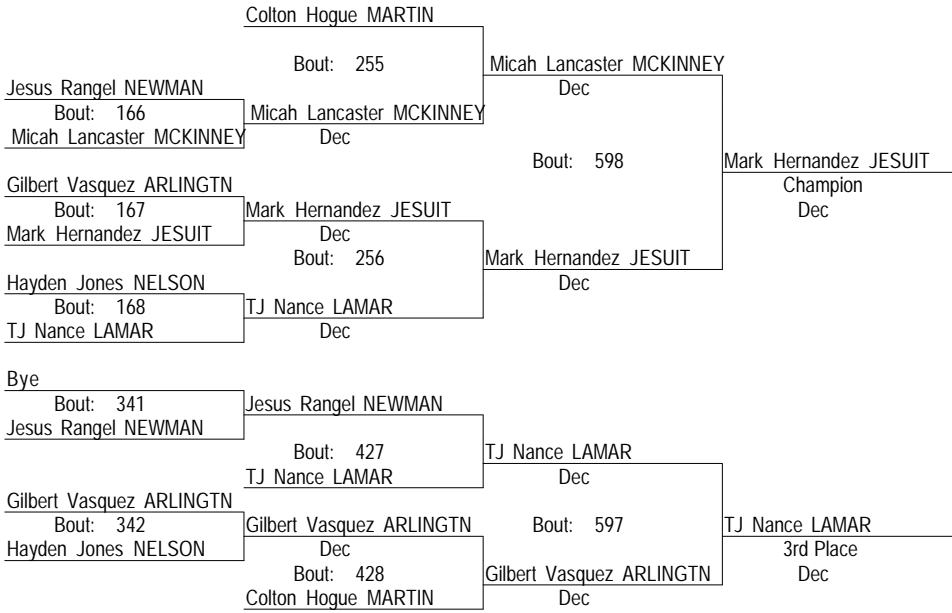 Colton Hogue MARTIN
Bout: 255
Micah Lancaster MCKINNEY
Dec
Jesus Rangel NEWMAN
Bout: 166
Micah Lancaster MCKINNEY
Micah Lancaster MCKINNEY
Dec
Bout: 598
Mark Hernandez JESUIT
Champion
Dec
Gilbert Vasquez ARLINGTN
Bout: 167
Mark Hernandez JESUIT
Mark Hernandez JESUIT
Dec
Bout: 256
Mark Hernandez JESUIT
Dec
Hayden Jones NELSON
Bout: 168
TJ Nance LAMAR
TJ Nance LAMAR
Dec
Bye
Bout: 341
Jesus Rangel NEWMAN
Jesus Rangel NEWMAN
Bout: 427
TJ Nance LAMAR
TJ Nance LAMAR
Dec
Gilbert Vasquez ARLINGTN
Bout: 342
Hayden Jones NELSON
Gilbert Vasquez ARLINGTN
Dec
Bout: 597
TJ Nance LAMAR
3rd Place
Dec
Bout: 428
Colton Hogue MARTIN
Gilbert Vasquez ARLINGTN
Dec